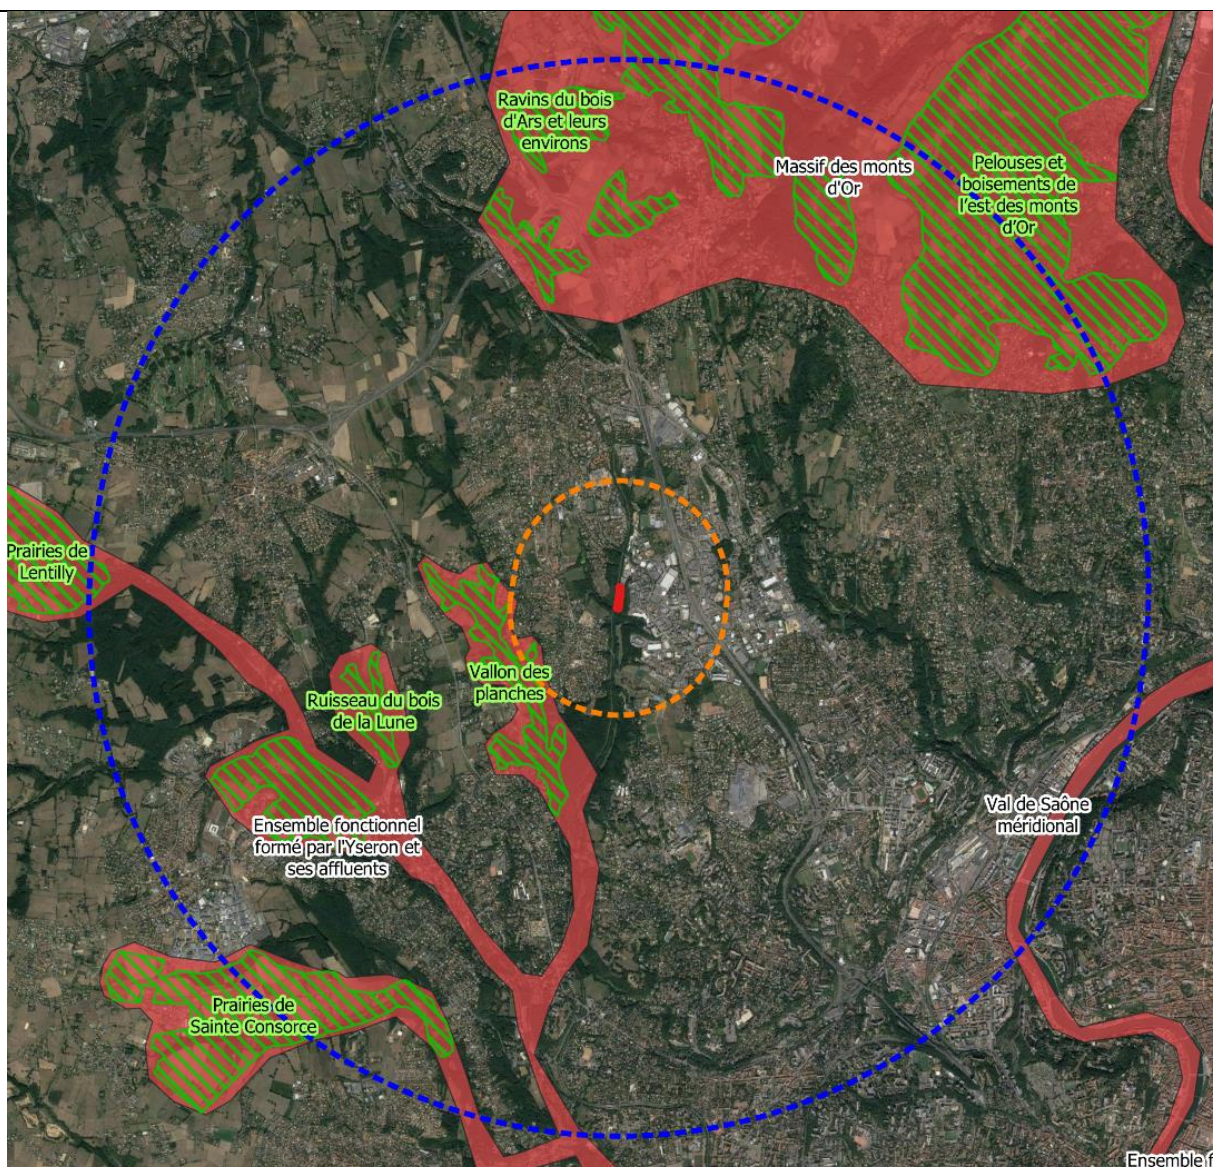 Ravins du bois
d'Ars et leurs
environs
Massif des monts
d'Or
Pelouses et
boisements de
l'est des monts
d'Or
Prairies de
Lentilly
Ruisseau du bois
de la Lune
Vallon des
planches
Ensemble fonctionnel
formé par l'Yseron et
ses affluents
Val de Saône
méridional
Prairies de
Sainte Consorce
Ensemble f